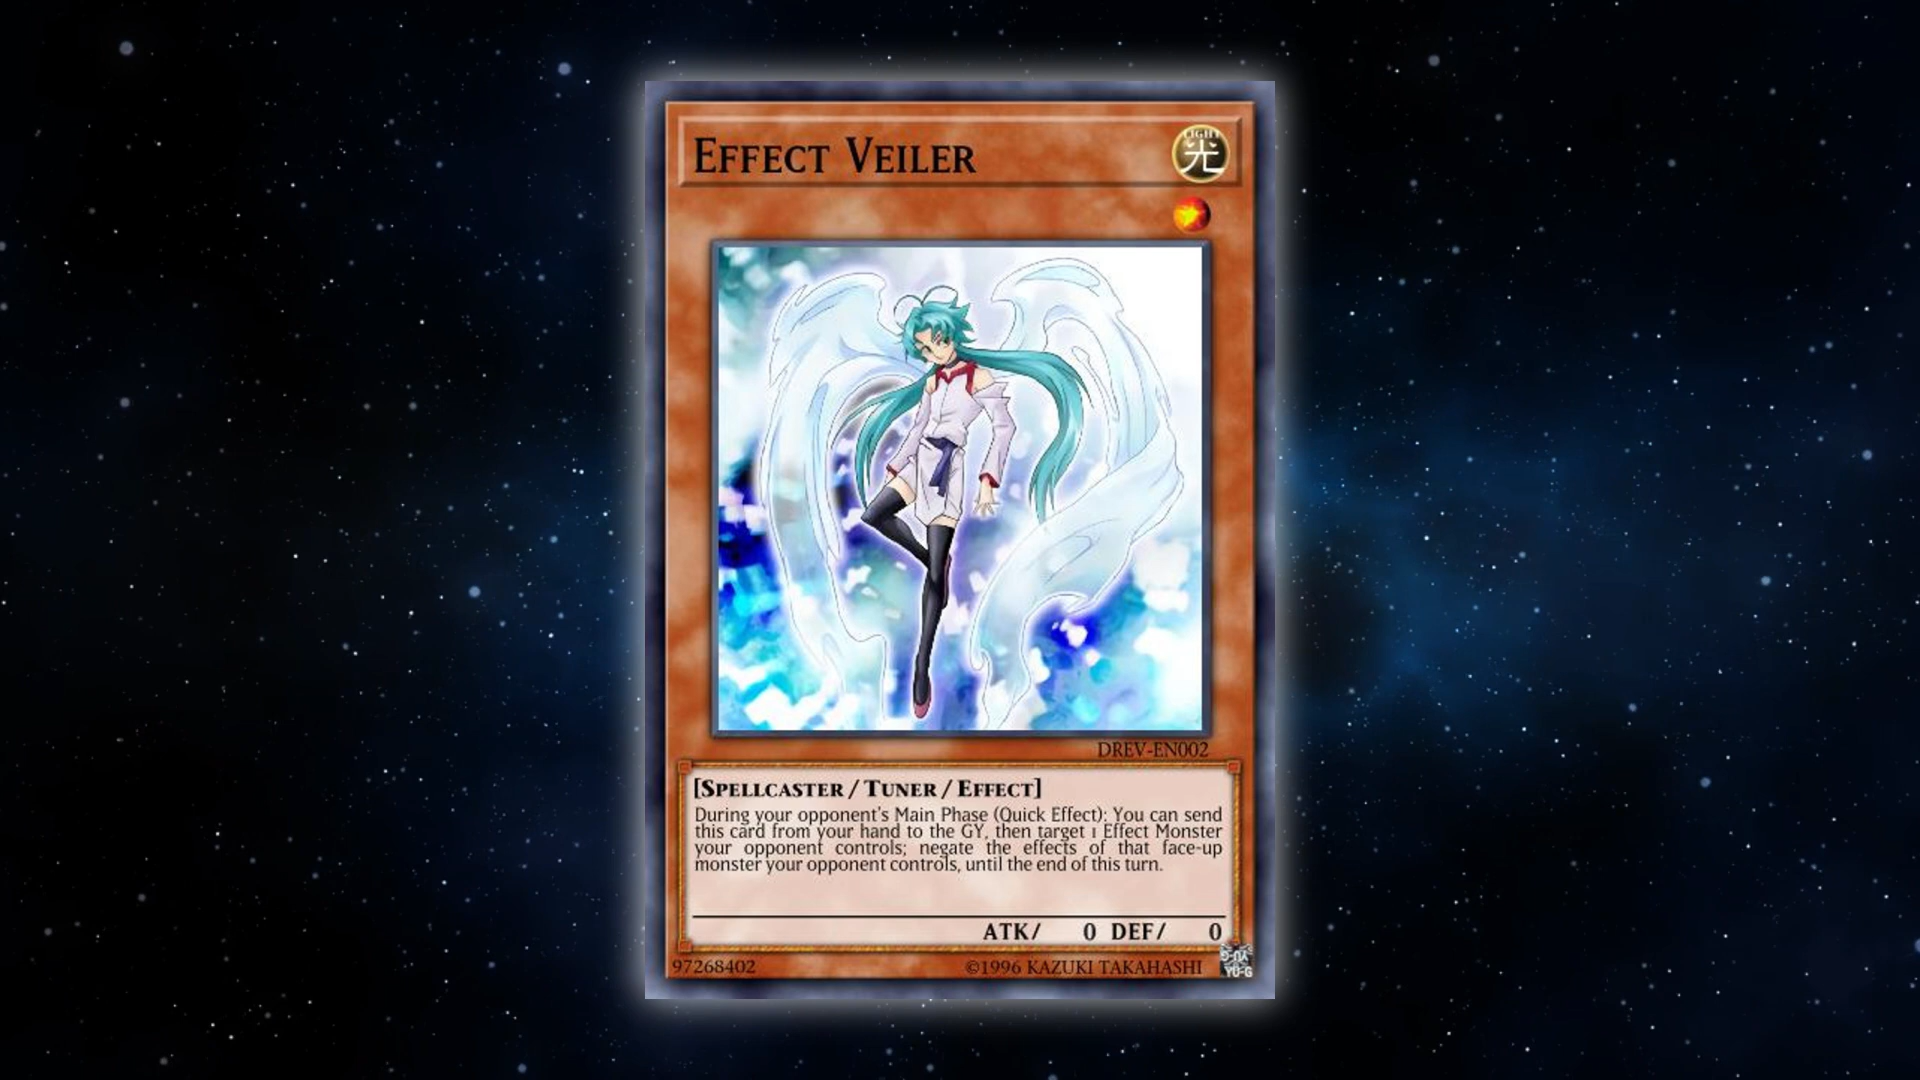 EFFECT VEILER
LIGHT
光
DREV-EN002
[SPELLCASTER / TUNER / EFFECT]
During your opponent's Main Phase (Quick Effect): You can send
this card from your hand to the GY, then target 1 Effect Monster
your opponent controls; negate the effects of that face-up
monster your opponent controls, until the end of this turn.
ATK/ 0 DEF/ 0
97268402
©1996 KAZUKI TAKAHASHI